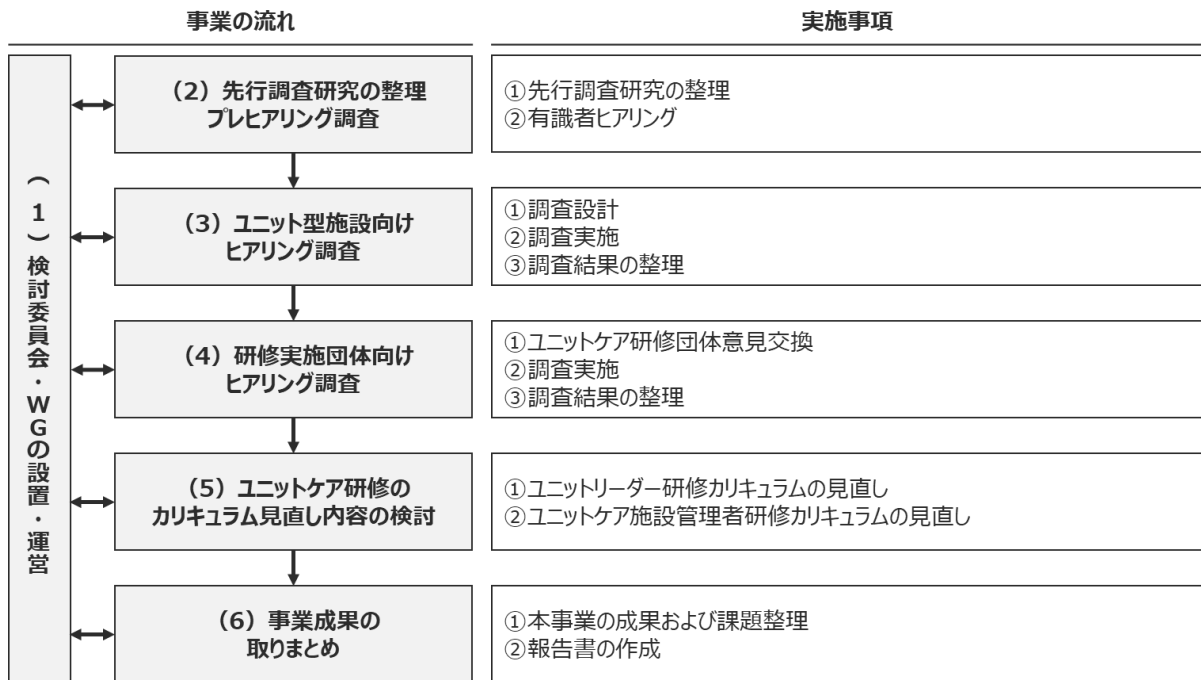 事業の流れ
実施事項
(1)検討委員会・WGの設置・運営
(2)先行調査研究の整理
プレヒアリング調査
①先行調査研究の整理
②有識者ヒアリング
(3)ユニット型施設向け
ヒアリング調査
①調査設計
②調査実施
③調査結果の整理
(4)研修実施団体向け
ヒアリング調査
①ユニットケア研修団体意見交換
②調査実施
③調査結果の整理
(5)ユニットケア研修の
カリキュラム見直し内容の検討
①ユニットリーダー研修カリキュラムの見直し
②ユニットケア施設管理者研修カリキュラムの見直し
(6)事業成果の
取りまとめ
①本事業の成果および課題整理
②報告書の作成